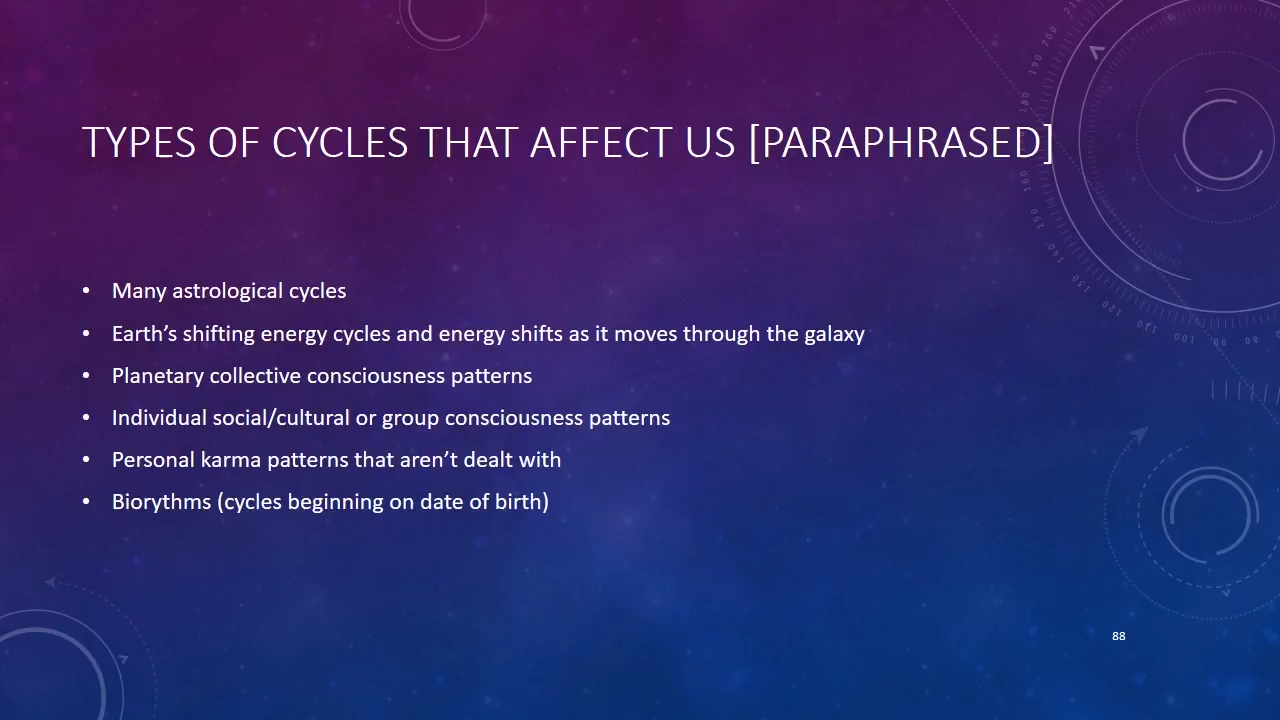 TYPES OF CYCLES THAT AFFECT US [PARAPHRASED]
• Many astrological cycles
• Earth’s shifting energy cycles and energy shifts as it moves through the galaxy
• Planetary collective consciousness patterns
• Individual social/cultural or group consciousness patterns
• Personal karma patterns that aren’t dealt with
• Biorythms (cycles beginning on date of birth)
88